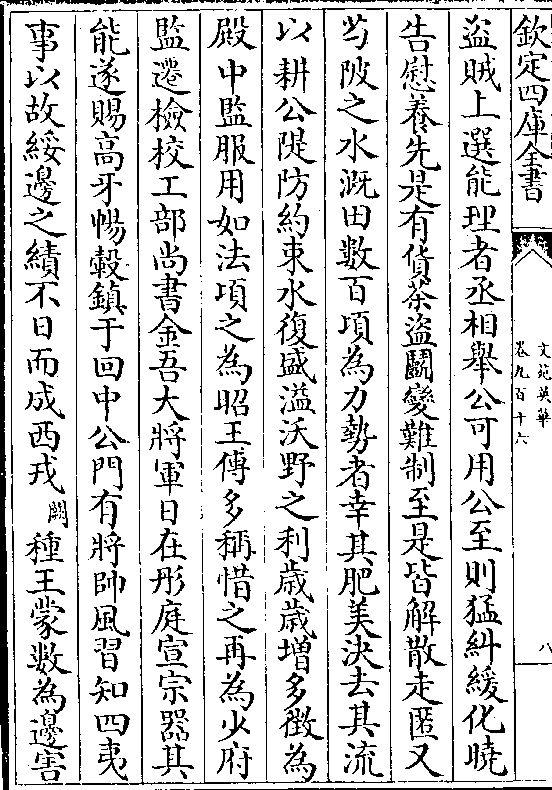 欽定四庫全書
文苑英華
卷九百十六
八
盗賊上選能理者丞相舉公可用公至則猛糾緩化曉
告慰養先是有貨茶盗鬭變難制至是皆解散走匿又
芍陂之水溉田數百頃為力勢者幸其肥美決去其流
以耕公隄防約束水復盛溢沃野之利歲歲増多徴為
殿中監服用如法項之為昭王傅多稱惜之再為少府
監遷檢校工部尚書金吾大將軍日在彤庭宣宗器其
能遂賜高牙暢轂鎮于回中公門有將帥風習知四夷
事以故綏邊之績不日而成西戎闕種王蒙數為邊害